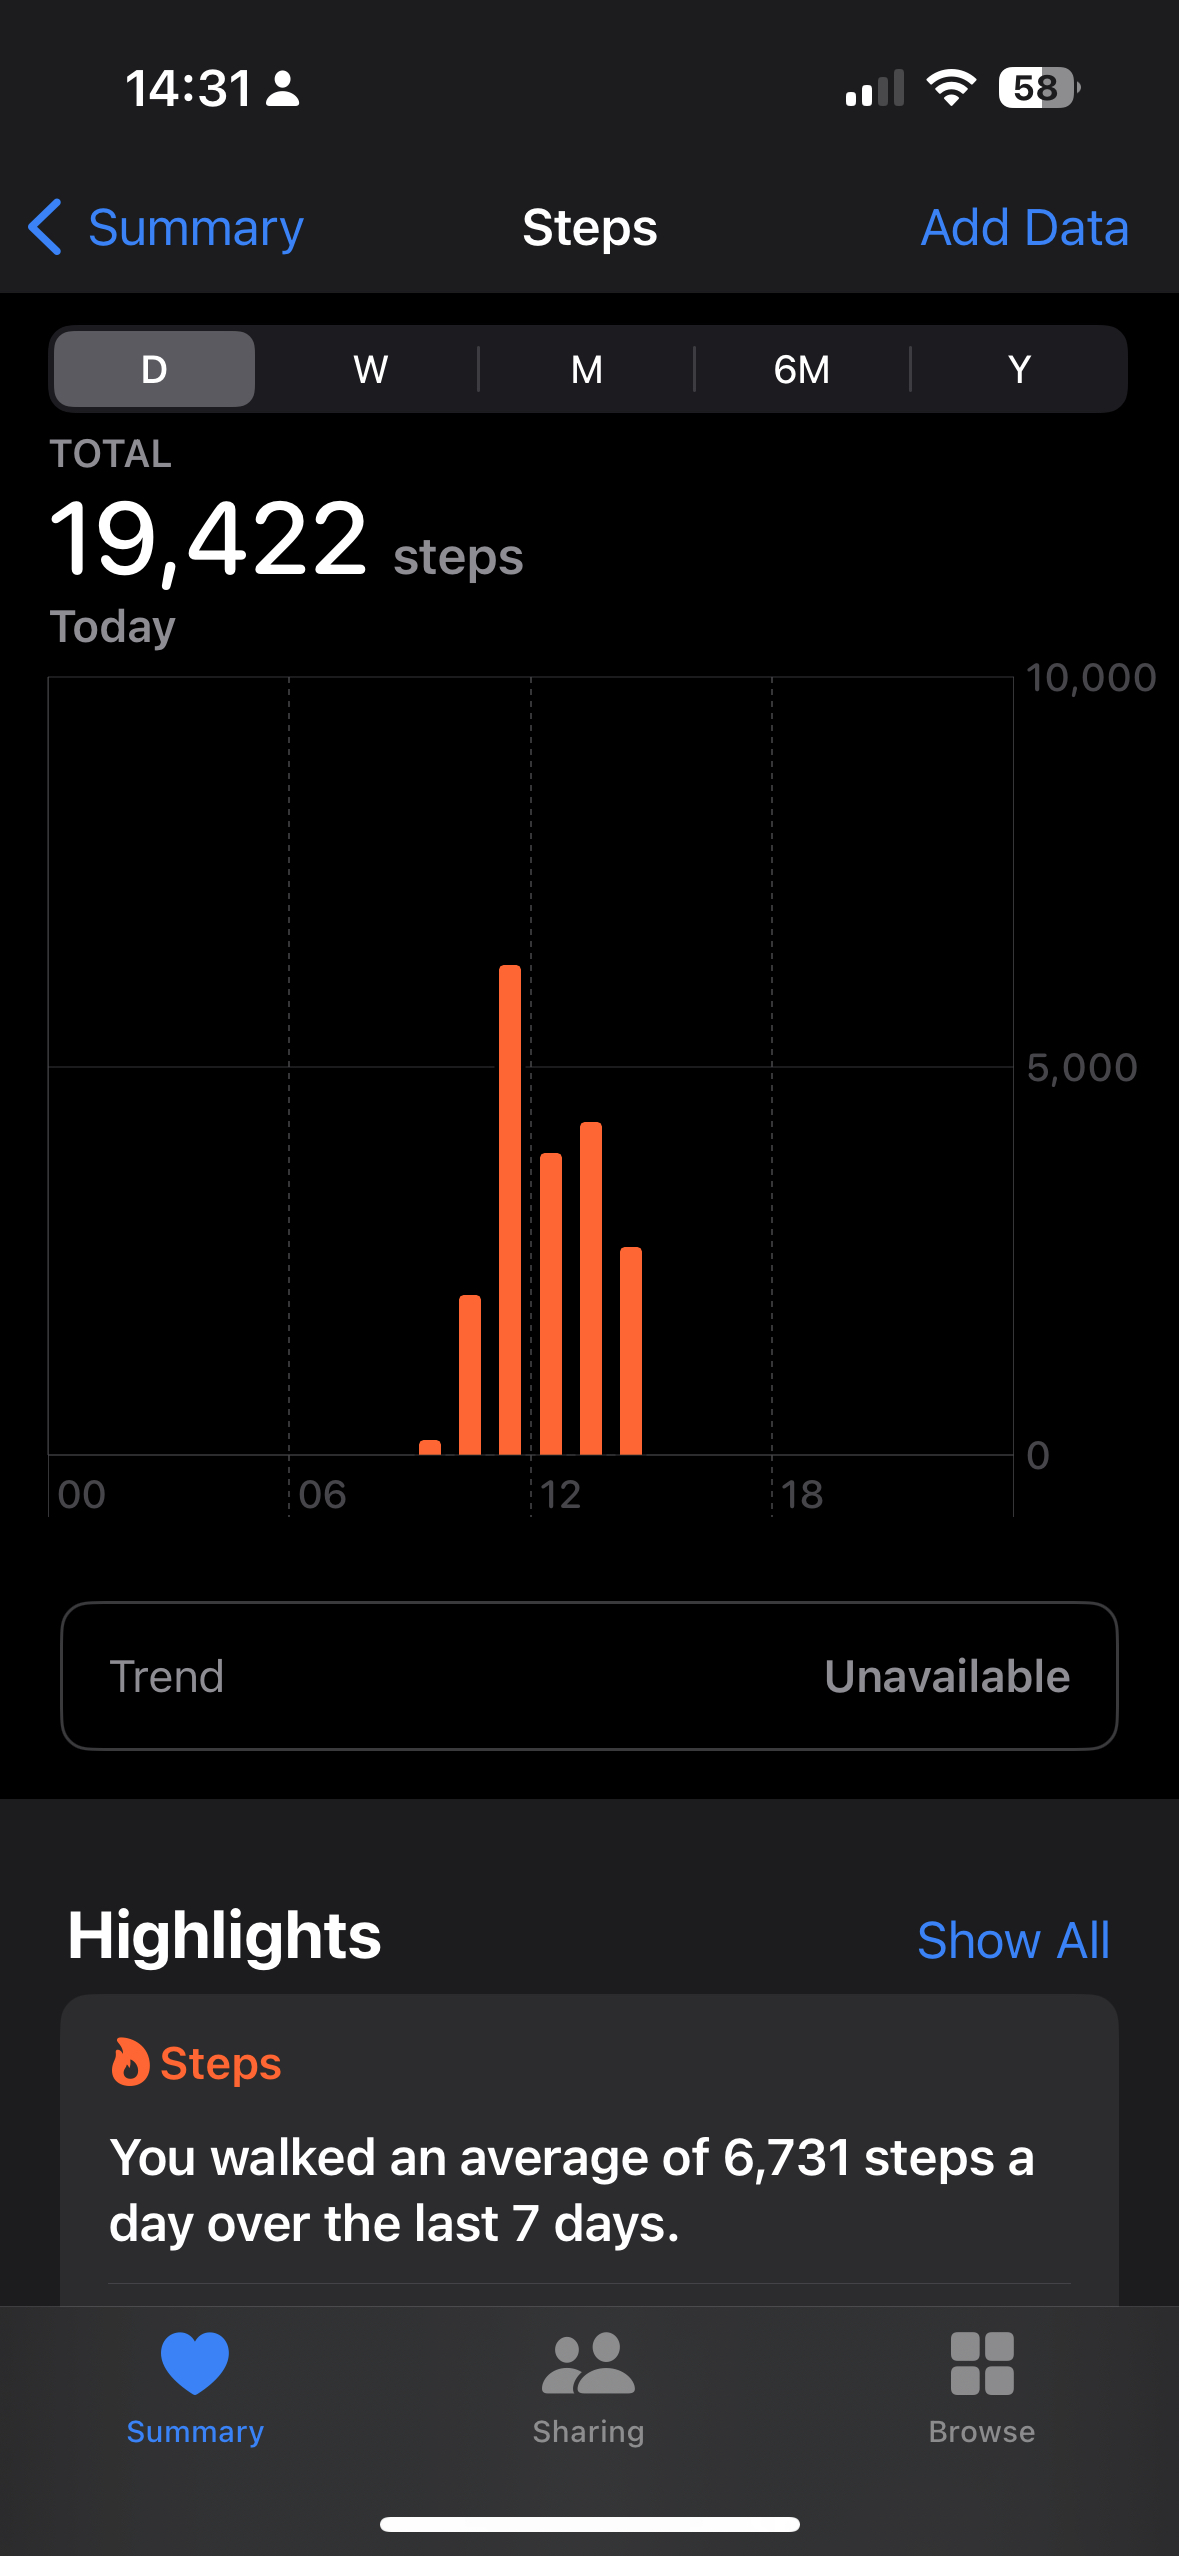 14:31
58
Summary
Steps
Add Data
D
W
M
6M
Y
TOTAL
19,422 steps
Today
10,000
5,000
0
00
06
12
18
Trend
Unavailable
Highlights
Show All
Steps
You walked an average of 6,731 steps a
day over the last 7 days.
Summary
Sharing
Browse